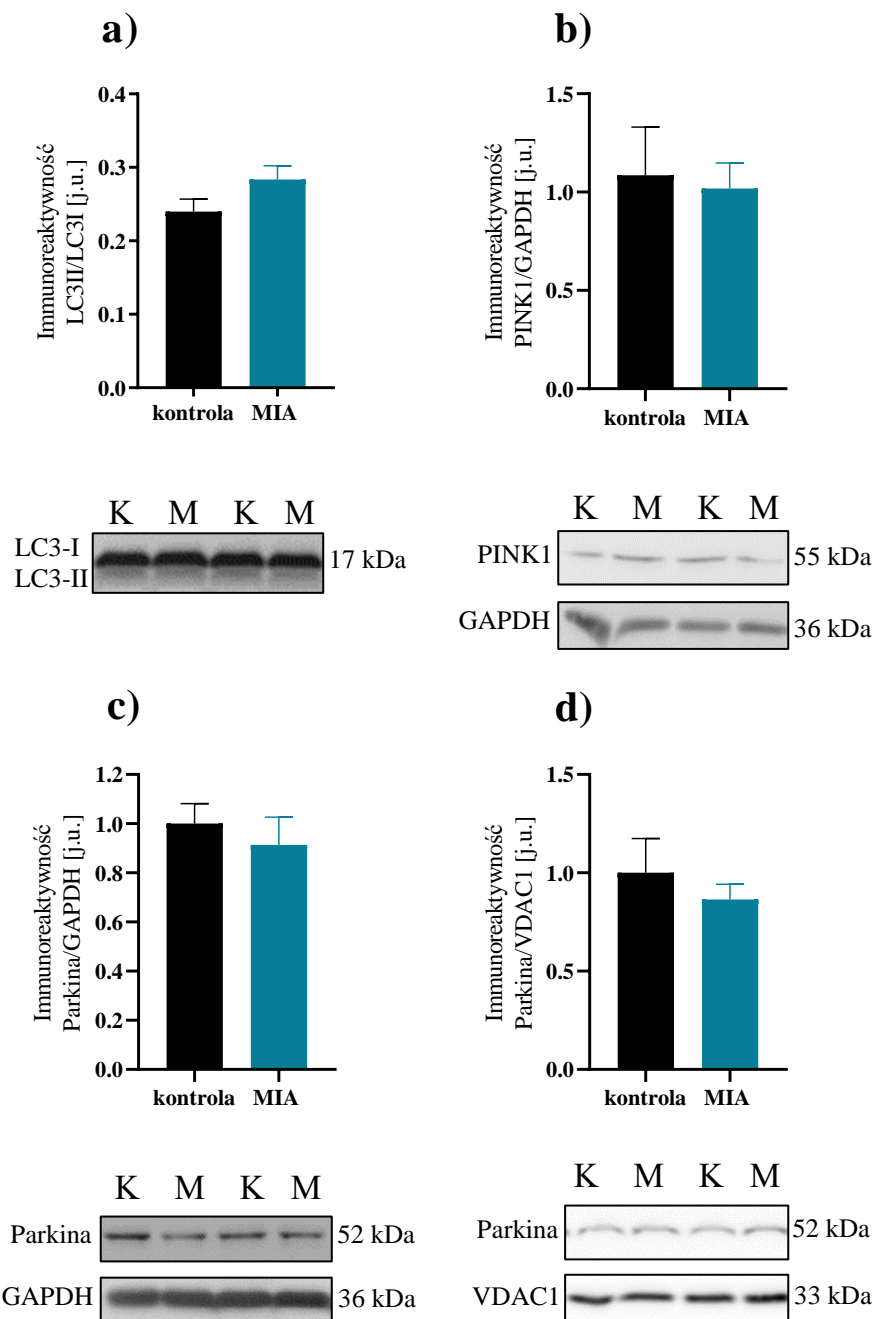 a)
Immunoreaktywność
LC3II/LC3I [j.u.]
0.4
0.3
0.2
0.1
0.0
kontrola MIA
K M K M
LC3-I
LC3-II
17 kDa
b)
Immunoreaktywność
PINK1/GAPDH [j.u.]
1.5
1.0
0.5
0.0
kontrola MIA
K M K M
PINK1 55 kDa
GAPDH 36 kDa
c)
Immunoreaktywność
Parkina/GAPDH [j.u.]
1.2
1.0
0.8
0.6
0.4
0.2
0.0
kontrola MIA
K M K M
Parkina 52 kDa
GAPDH 36 kDa
d)
Immunoreaktywność
Parkina/VDAC1 [j.u.]
1.5
1.0
0.5
0.0
kontrola MIA
K M K M
Parkina 52 kDa
VDAC1 33 kDa